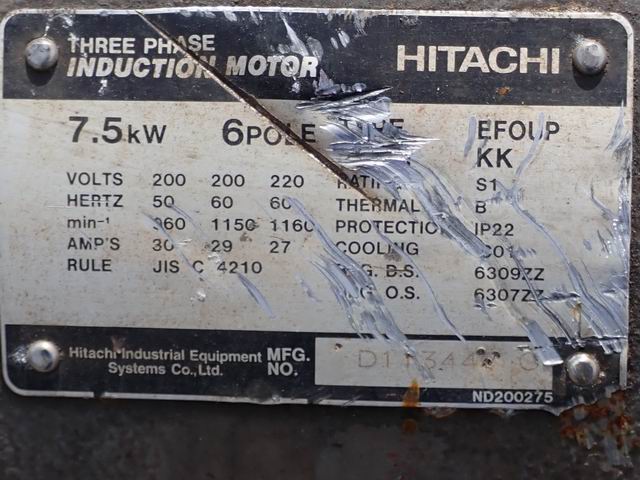 THREE PHASE
INDUCTION MOTOR
HITACHI
7.5kW 6POLE TYPE EFOUP
KK
VOLTS 200 200 220
HERTZ 50 60 60
min-¹ 960 1150 1160
AMP'S 30 29 27
RULE JIS C 4210
RATING S1
THERMAL B
PROTECTION IP22
COOLING
B.S. 6309ZZ
O.S. 6307ZZ
Hitachi Industrial Equipment
Systems Co.,Ltd.
MFG.
NO.
ND200275